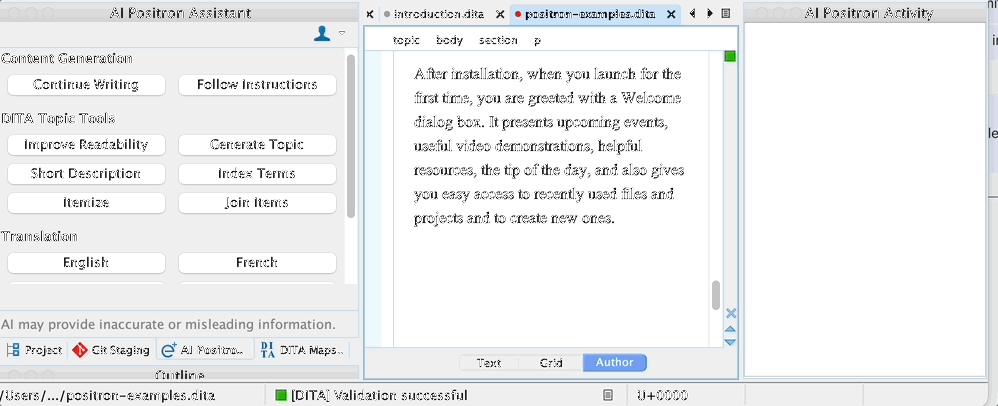 AI Positron Assistant
Content Generation
Continue Writing
Follow Instructions
DITA Topic Tools
Improve Readability
Generate Topic
Short Description
Index Terms
Itemize
Join Items
Translation
English
French
AI may provide inaccurate or misleading information.
Project
Git Staging
AI Positro...
DITA Maps...
Outline
introduction.dita
positron-examples.dita
topic body section p
After installation, when you launch for the
first time, you are greeted with a Welcome
dialog box. It presents upcoming events,
useful video demonstrations, helpful
resources, the tip of the day, and also gives
you easy access to recently used files and
projects and to create new ones.
Text
Grid
Author
AI Positron Activity
/Users/.../positron-examples.dita
[DITA] Validation successful
U+0000